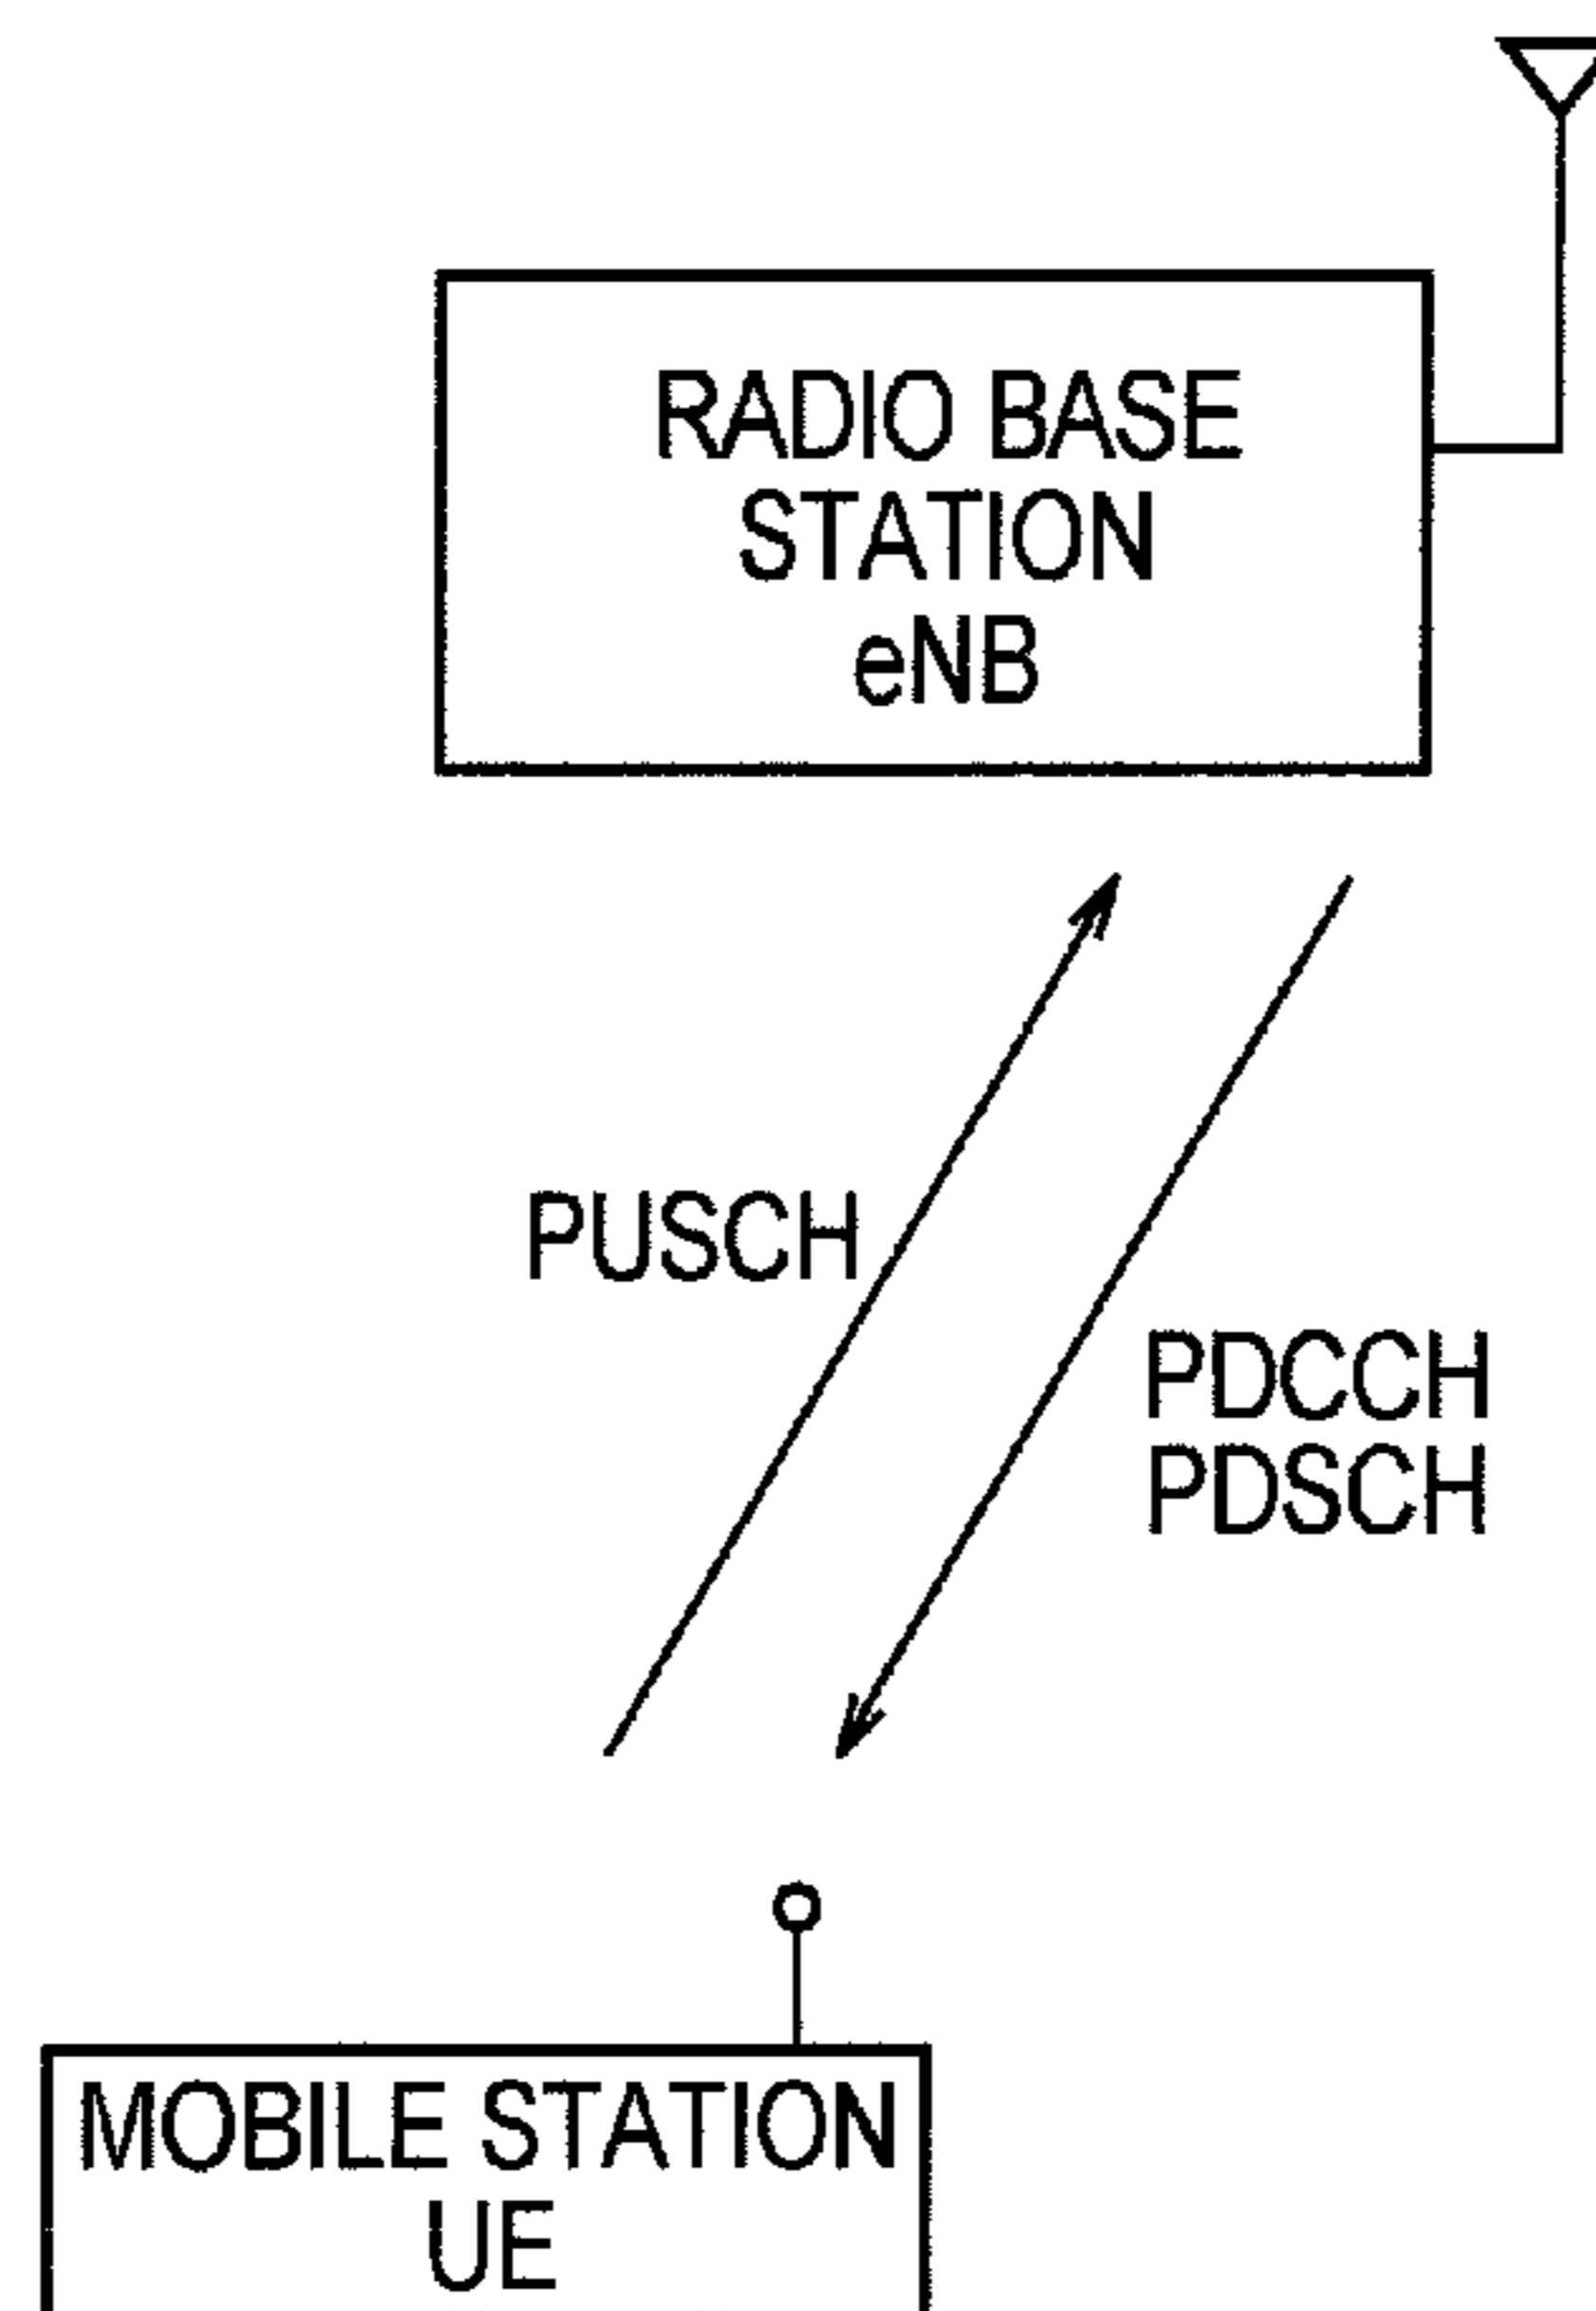 RADIO BASE
STATION
eNB
PUSCH
PDCCH
PDSCH
MOBILE STATION
UE